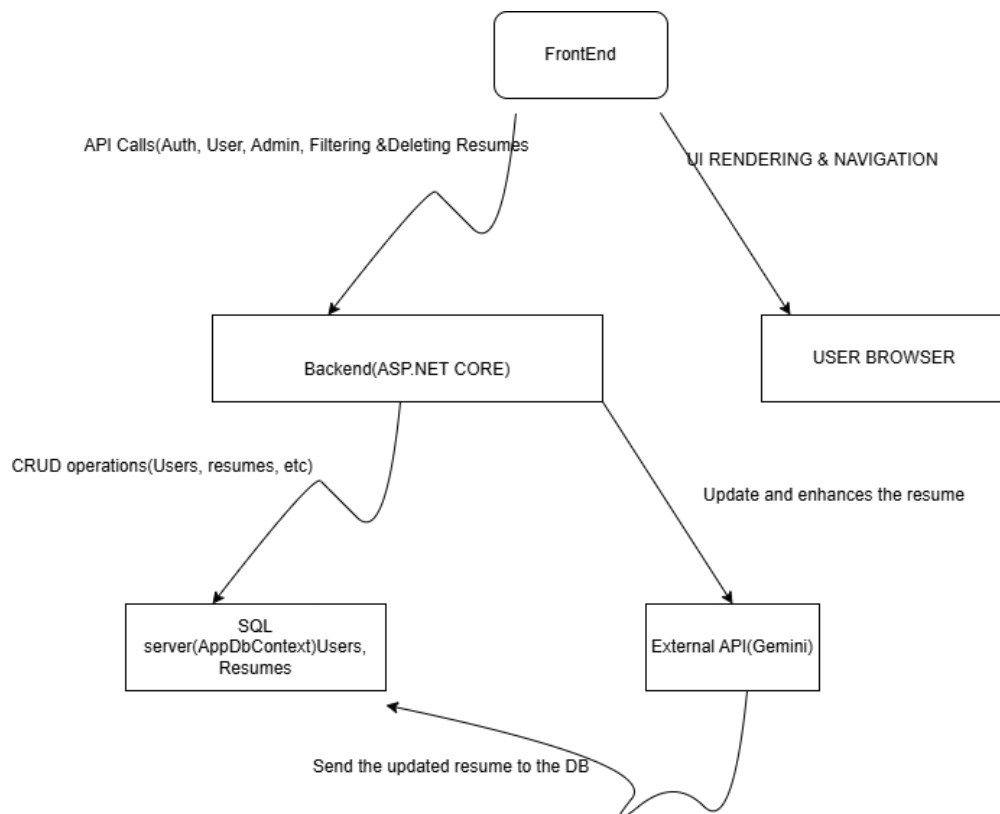 FrontEnd
API Calls(Auth, User, Admin, Filtering &Deleting Resumes
UI RENDERING & NAVIGATION
Backend(ASP.NET CORE)
USER BROWSER
CRUD operations(Users, resumes, etc)
Update and enhances the resume
SQL
server(AppDbContext)Users,
Resumes
External API(Gemini)
Send the updated resume to the DB